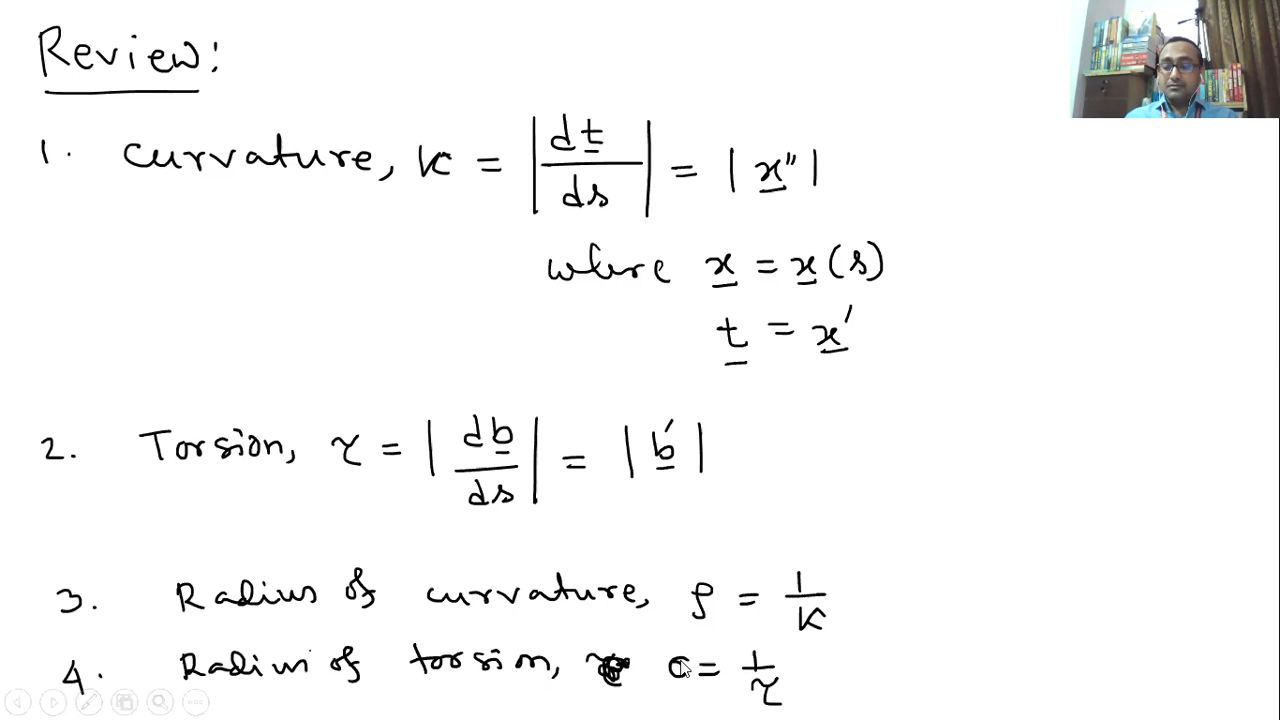 Review:
1. Curvature, κ = |dt/ds| = |x''|
where x = x(s)
t = x'
2. Torsion, τ = |db/ds| = |b'|
3. Radius of curvature, ρ = 1/κ
4. Radius of torsion, σ = 1/τ